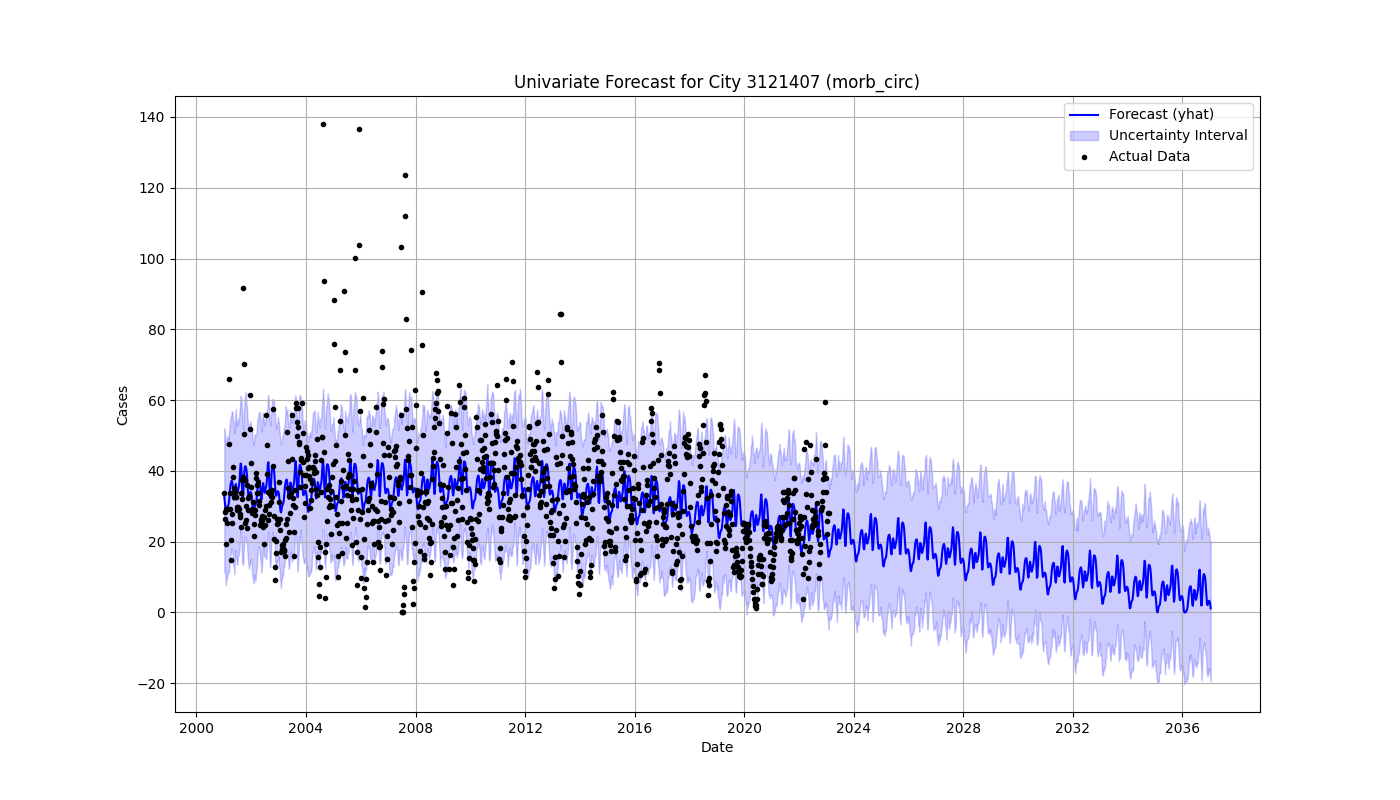 Univariate Forecast for City 3121407 (morb_circ)
Forecast (yhat)
Uncertainty Interval
Actual Data
140
120
100
80
60
40
20
0
−20
Cases
2000 2004 2008 2012 2016 2020 2024 2028 2032 2036
Date